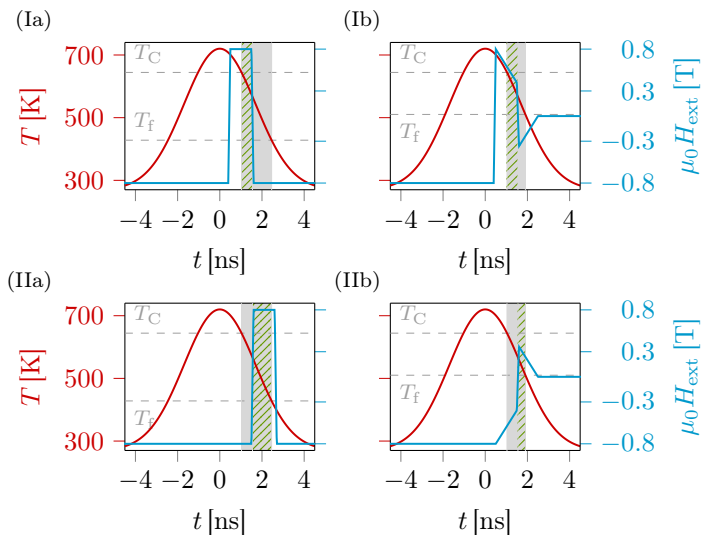 (Ia) (Ib)
T [K] 700 500 300 T_C T_f T_C T_f 0.8 0.3 −0.3 −0.8 μ₀H_ext [T]
−4 −2 0 2 4 −4 −2 0 2 4
t [ns] t [ns]
(IIa) (IIb)
T [K] 700 500 300 T_C T_f T_C T_f 0.8 0.3 −0.3 −0.8 μ₀H_ext [T]
−4 −2 0 2 4 −4 −2 0 2 4
t [ns] t [ns]